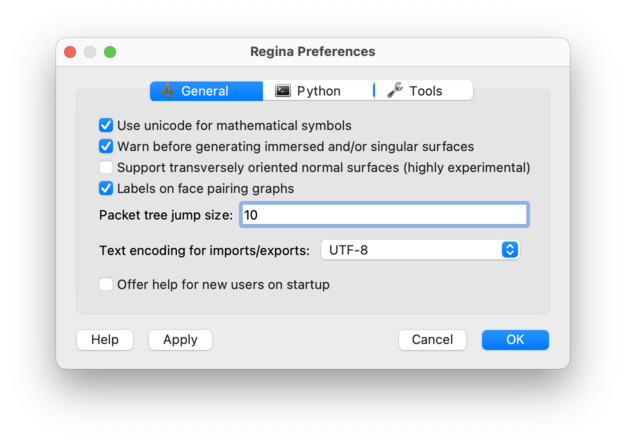 Regina Preferences
General Python Tools
Use unicode for mathematical symbols
Warn before generating immersed and/or singular surfaces
Support transversely oriented normal surfaces (highly experimental)
Labels on face pairing graphs
Packet tree jump size: 10
Text encoding for imports/exports: UTF-8
Offer help for new users on startup
Help Apply Cancel OK